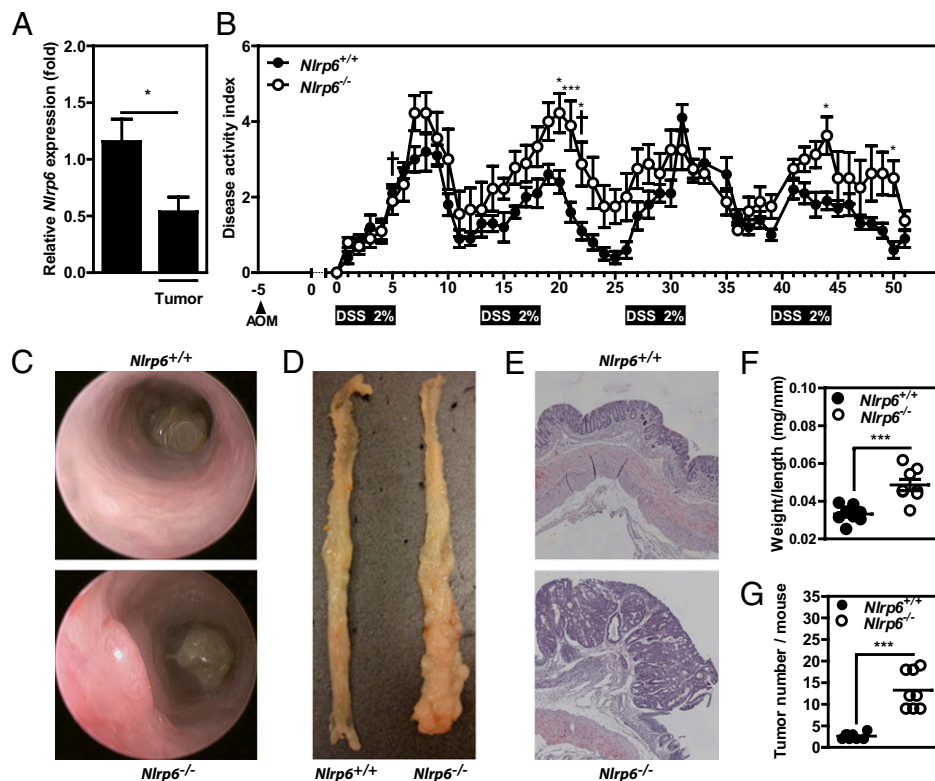 A
Relative Nlrp6 expression (fold)
2.0
1.5
1.0
0.5
0.0
*
Tumor
B
Disease activity index
6
4
2
0
Nlrp6+/+
Nlrp6-/-
* *** *
*
*
-5 0 0 5 10 15 20 25 30 35 40 45 50
AOM
DSS 2% DSS 2% DSS 2% DSS 2%
C
Nlrp6+/+
Nlrp6-/-
D
Nlrp6+/+ Nlrp6-/-
E
Nlrp6+/+
Nlrp6-/-
F
Weight/length (mg/mm)
0.10
0.08
0.06
0.04
0.02
Nlrp6+/+
Nlrp6-/-
***
G
Tumor number / mouse
35
30
25
20
15
10
5
0
Nlrp6+/+
Nlrp6-/-
***